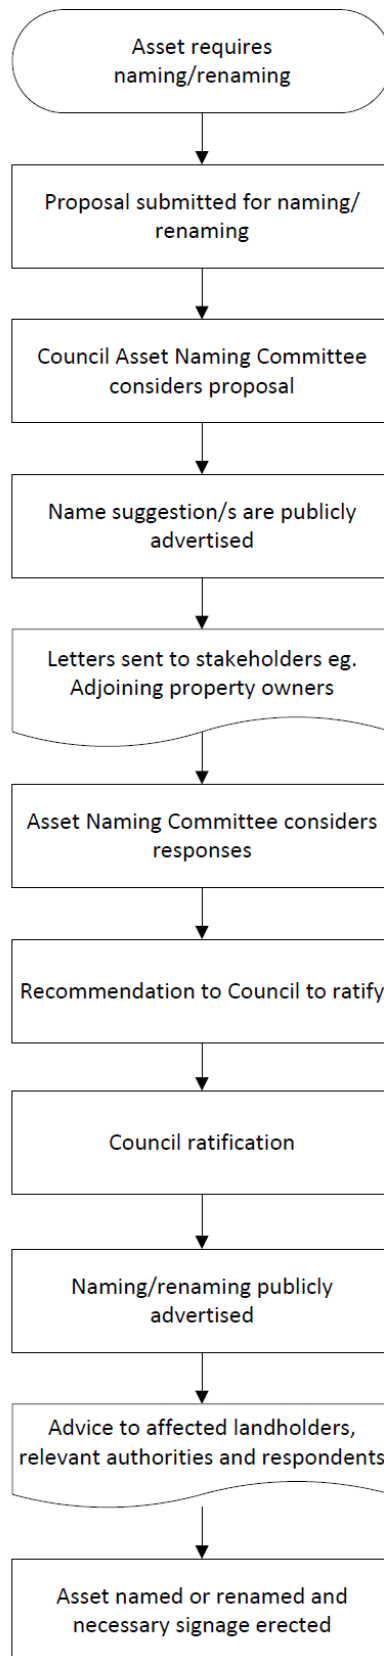 Asset requires
naming/renaming
Proposal submitted for naming/
renaming
Council Asset Naming Committee
considers proposal
Name suggestion/s are publicly
advertised
Letters sent to stakeholders eg.
Adjoining property owners
Asset Naming Committee considers
responses
Recommendation to Council to ratify
Council ratification
Naming/renaming publicly
advertised
Advice to affected landholders,
relevant authorities and respondents
Asset named or renamed and
necessary signage erected